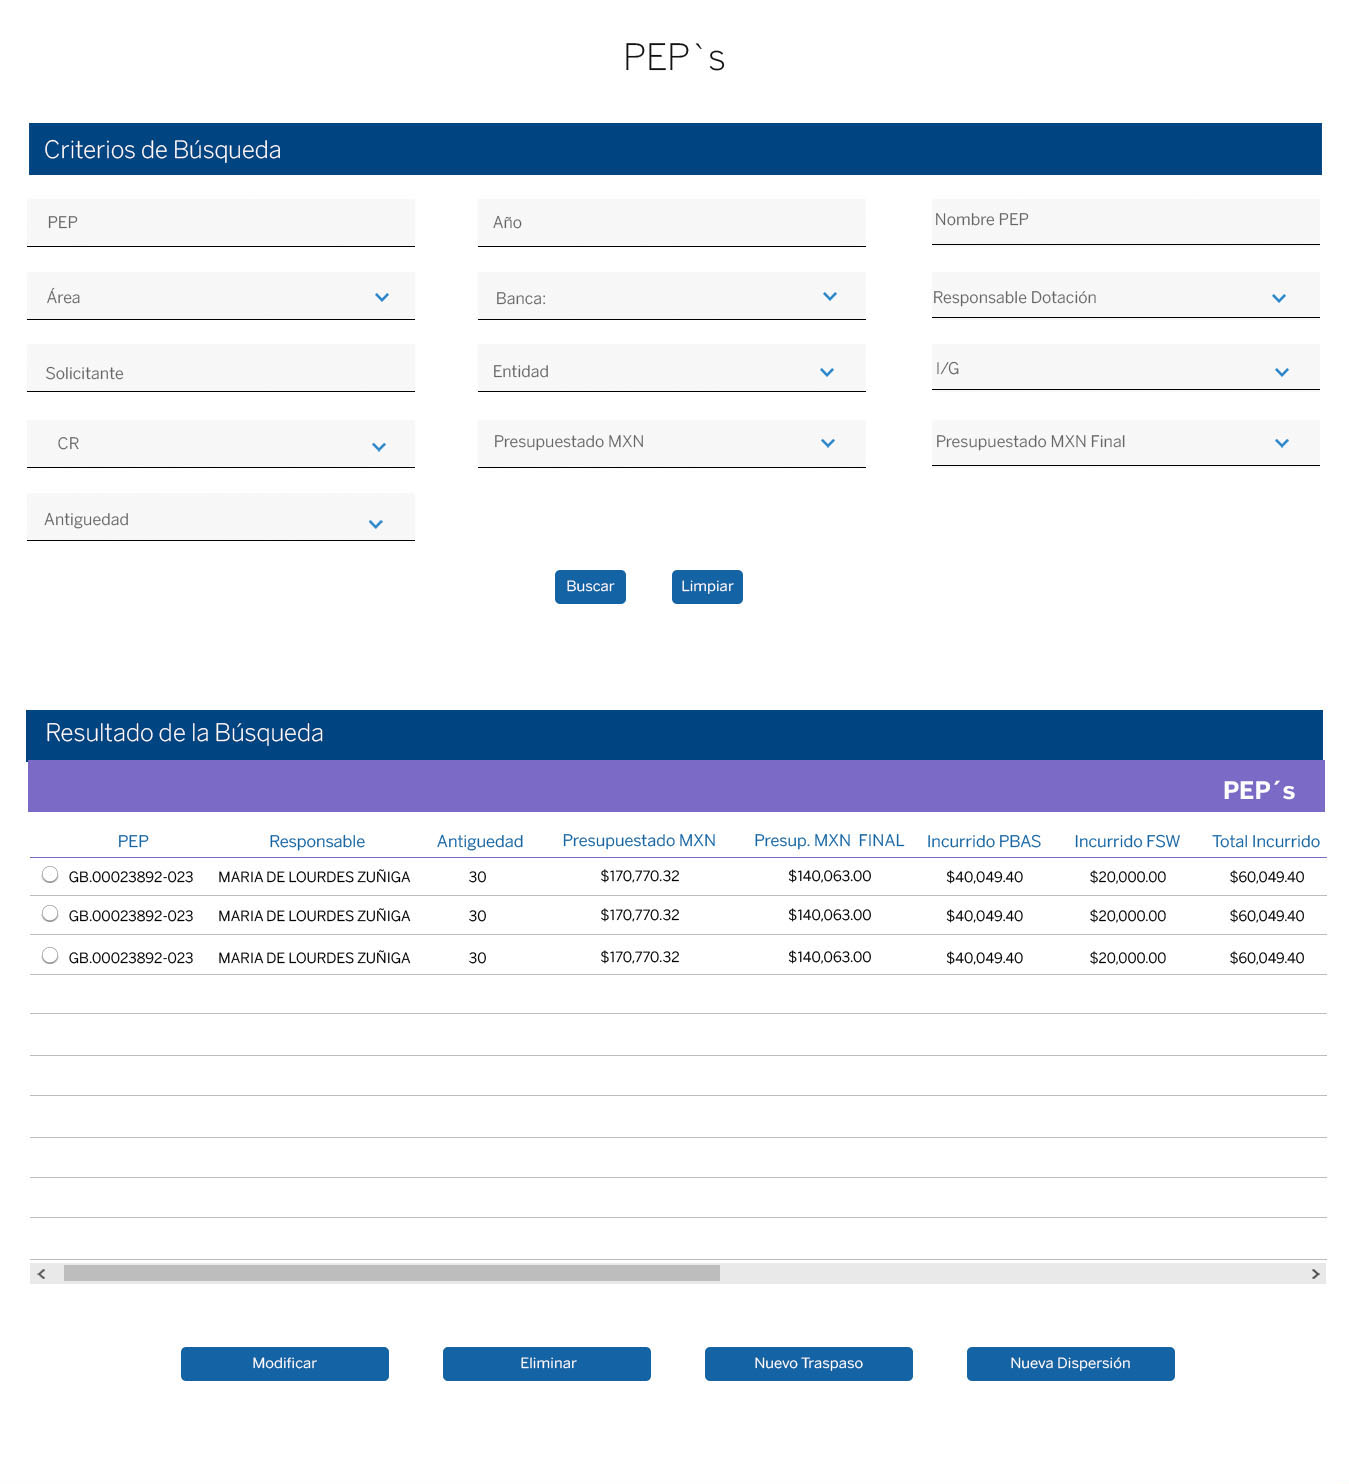 PEP`s
Criterios de Búsqueda
PEP
Año
Nombre PEP
Área
Banca:
Responsable Dotación
Solicitante
Entidad
I/G
CR
Presupuestado MXN
Presupuestado MXN Final
Antiguedad
Buscar
Limpiar
Resultado de la Búsqueda
PEP´s
PEP Responsable Antiguedad Presupuestado MXN Presup. MXN FINAL Incurrido PBAS Incurrido FSW Total Incurrido
GB.00023892-023 MARIA DE LOURDES ZUÑIGA 30 $170,770.32 $140,063.00 $40,049.40 $20,000.00 $60,049.40
GB.00023892-023 MARIA DE LOURDES ZUÑIGA 30 $170,770.32 $140,063.00 $40,049.40 $20,000.00 $60,049.40
GB.00023892-023 MARIA DE LOURDES ZUÑIGA 30 $170,770.32 $140,063.00 $40,049.40 $20,000.00 $60,049.40
Modificar
Eliminar
Nuevo Traspaso
Nueva Dispersión